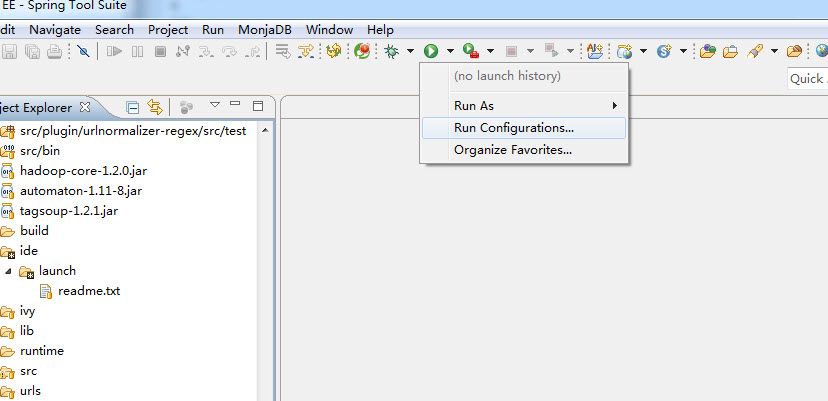 EE - Spring Tool Suite
dit Navigate Search Project Run MonjaDB Window Help
Quick
(no launch history)
Run As
Run Configurations...
Organize Favorites...
ject Explorer
src/plugin/urlnormalizer-regex/src/test
src/bin
hadoop-core-1.2.0.jar
automaton-1.11-8.jar
tagsoup-1.2.1.jar
build
ide
launch
readme.txt
ivy
lib
runtime
src
urls